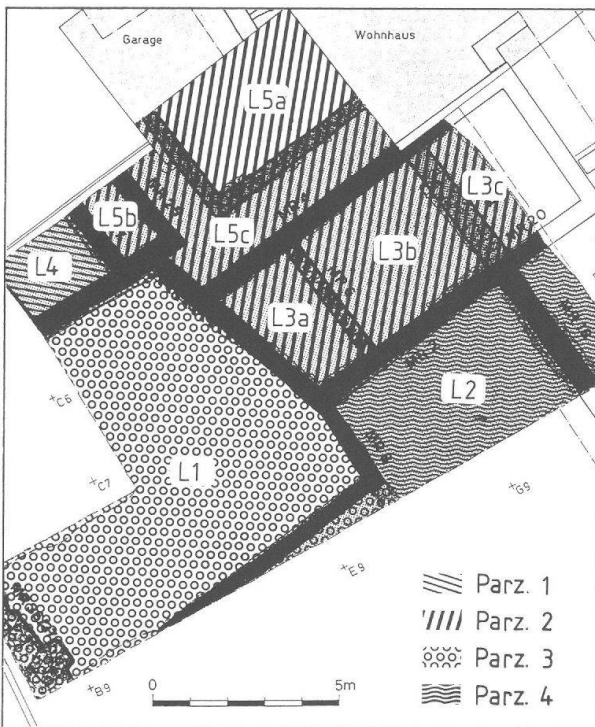 Garage
Wohnhaus
L5a
L3c
L5b
L5c
L3b
L4
L3a
L2
+C6
L1
+C7
+G9
+E9
+B9
0 5m
Parz. 1
Parz. 2
Parz. 3
Parz. 4